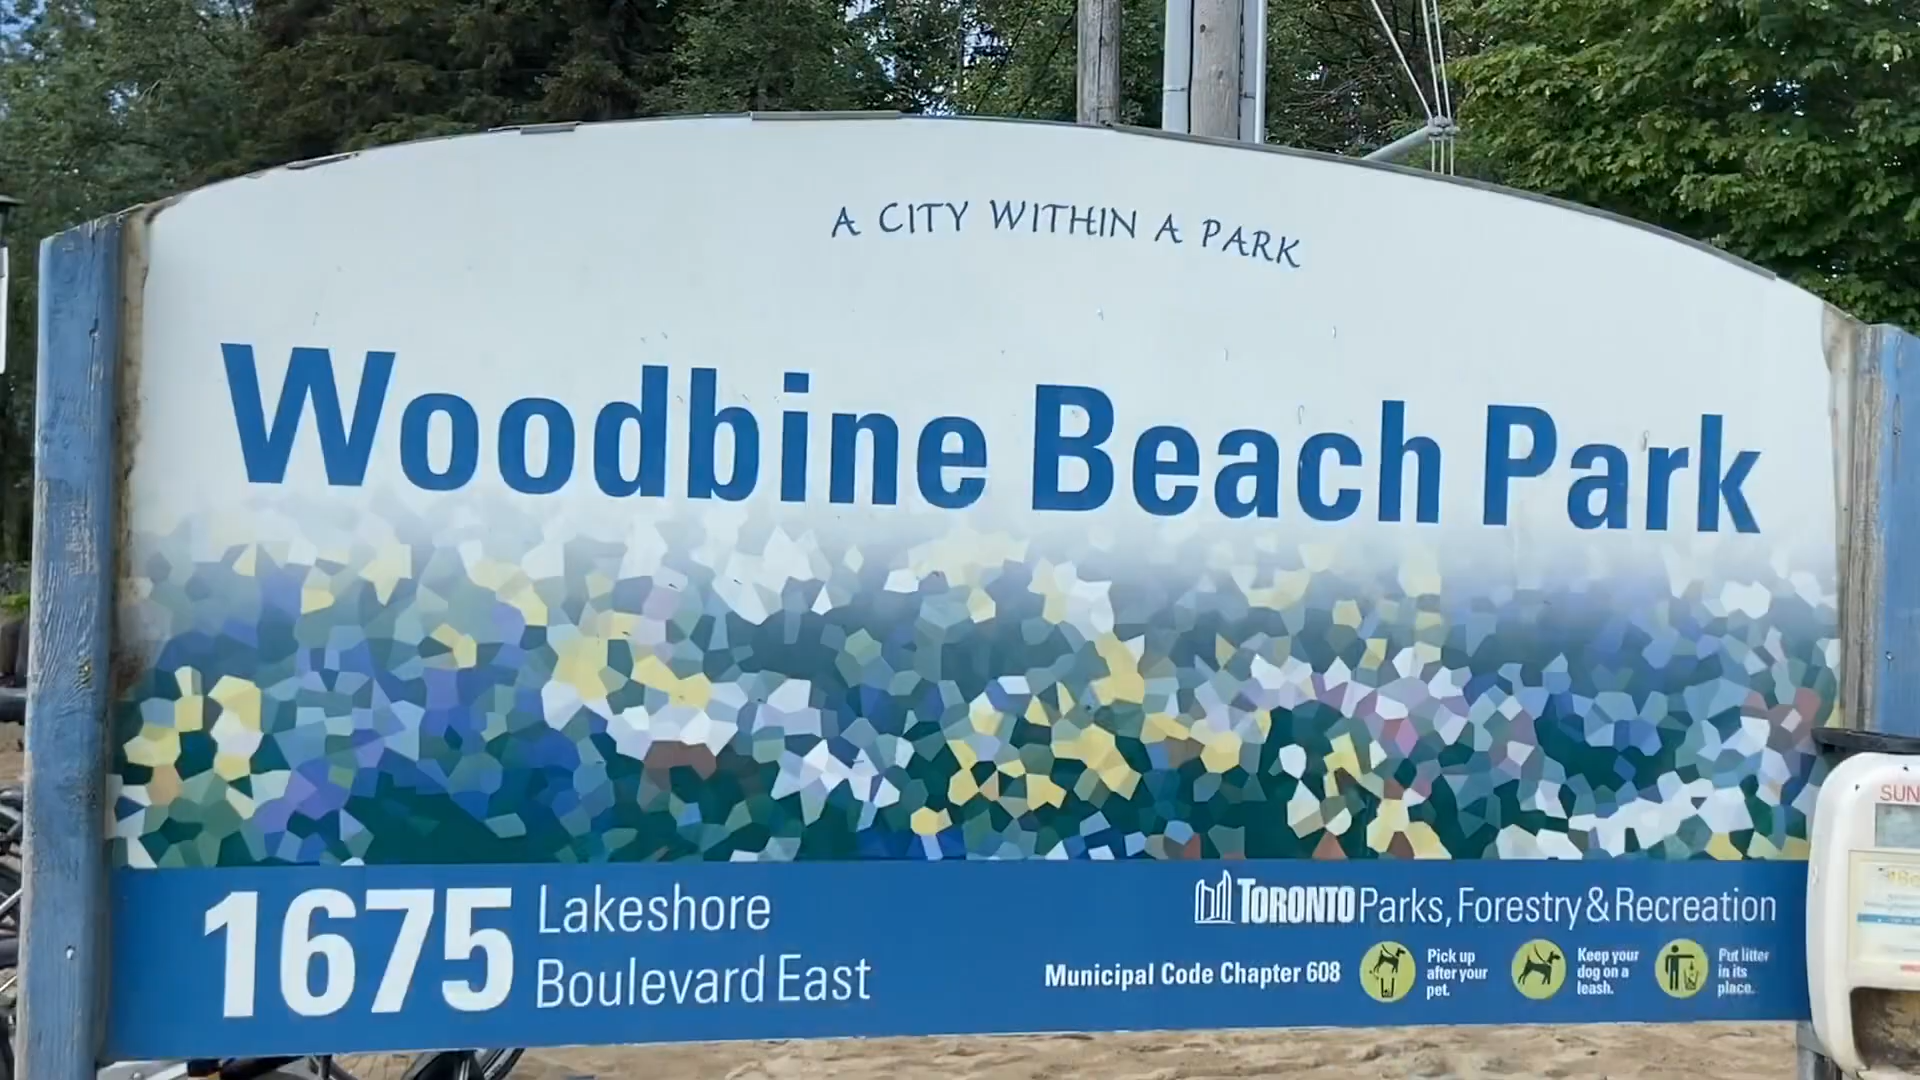 A CITY WITHIN A PARK
Woodbine Beach Park
1675
Lakeshore
Boulevard East
TORONTO Parks, Forestry & Recreation
Municipal Code Chapter 608
Pick up
after your
pet.
Keep your
dog on a
leash.
Put litter
in its
place.
SUN